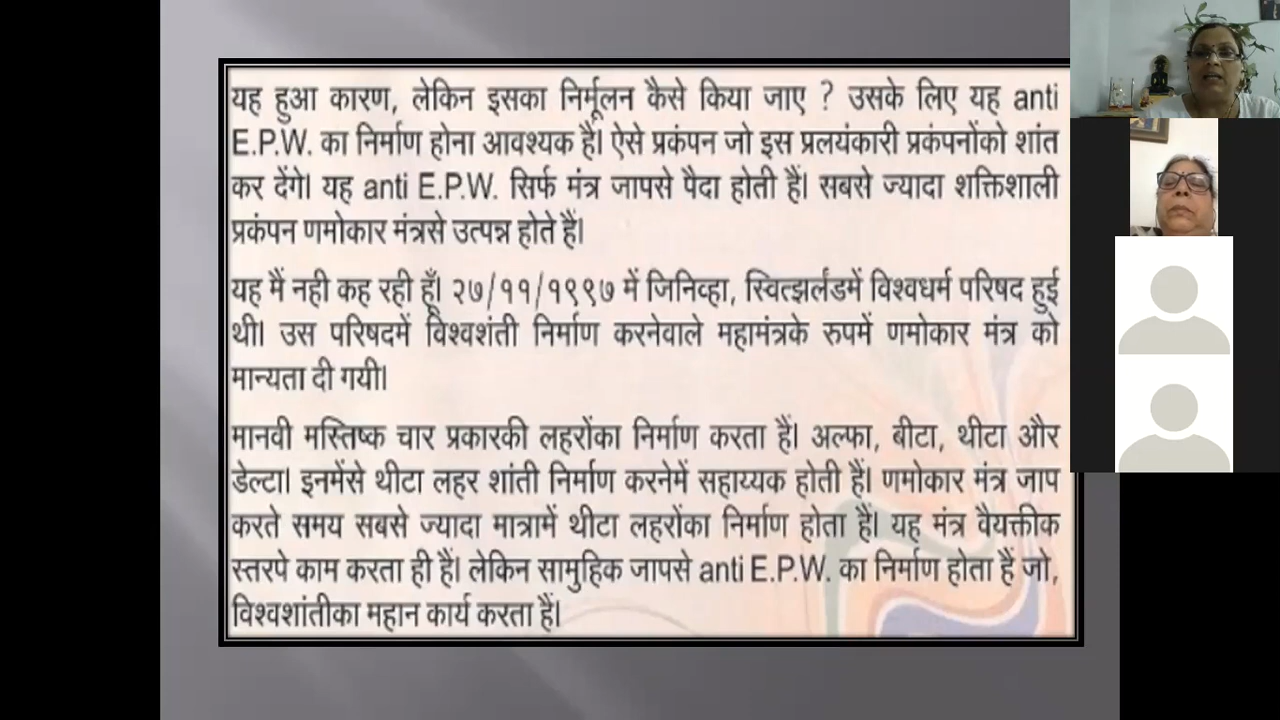 यह हुआ कारण, लेकिन इसका निर्मूलन कैसे किया जाए ? उसके लिए यह anti
E.P.W. का निर्माण होना आवश्यक हैं। ऐसे प्रकंपन जो इस प्रलयंकारी प्रकंपनोंको शांत
कर देंगे। यह anti E.P.W. सिर्फ मंत्र जापसे पैदा होती हैं। सबसे ज्यादा शक्तिशाली
प्रकंपन णमोकार मंत्रसे उत्पन्न होते हैं।
यह मैं नही कह रही हूँ। २७/११/१९९७ में जिनिव्हा, स्वित्झर्लंडमें विश्वधर्म परिषद हुई
थी। उस परिषदमें विश्वशंती निर्माण करनेवाले महामंत्रके रुपमें णमोकार मंत्र को
मान्यता दी गयी।
मानवी मस्तिष्क चार प्रकारकी लहरोंका निर्माण करता हैं। अल्फा, बीटा, थीटा और
डेल्टा। इनमेंसे थीटा लहर शांती निर्माण करनेमें सहाय्यक होती हैं। णमोकार मंत्र जाप
करते समय सबसे ज्यादा मात्रामें थीटा लहरोंका निर्माण होता हैं। यह मंत्र वैयक्तीक
स्तरपे काम करता ही हैं। लेकिन सामुहिक जापसे anti E.P.W. का निर्माण होता हैं जो,
विश्वशांतीका महान कार्य करता हैं।